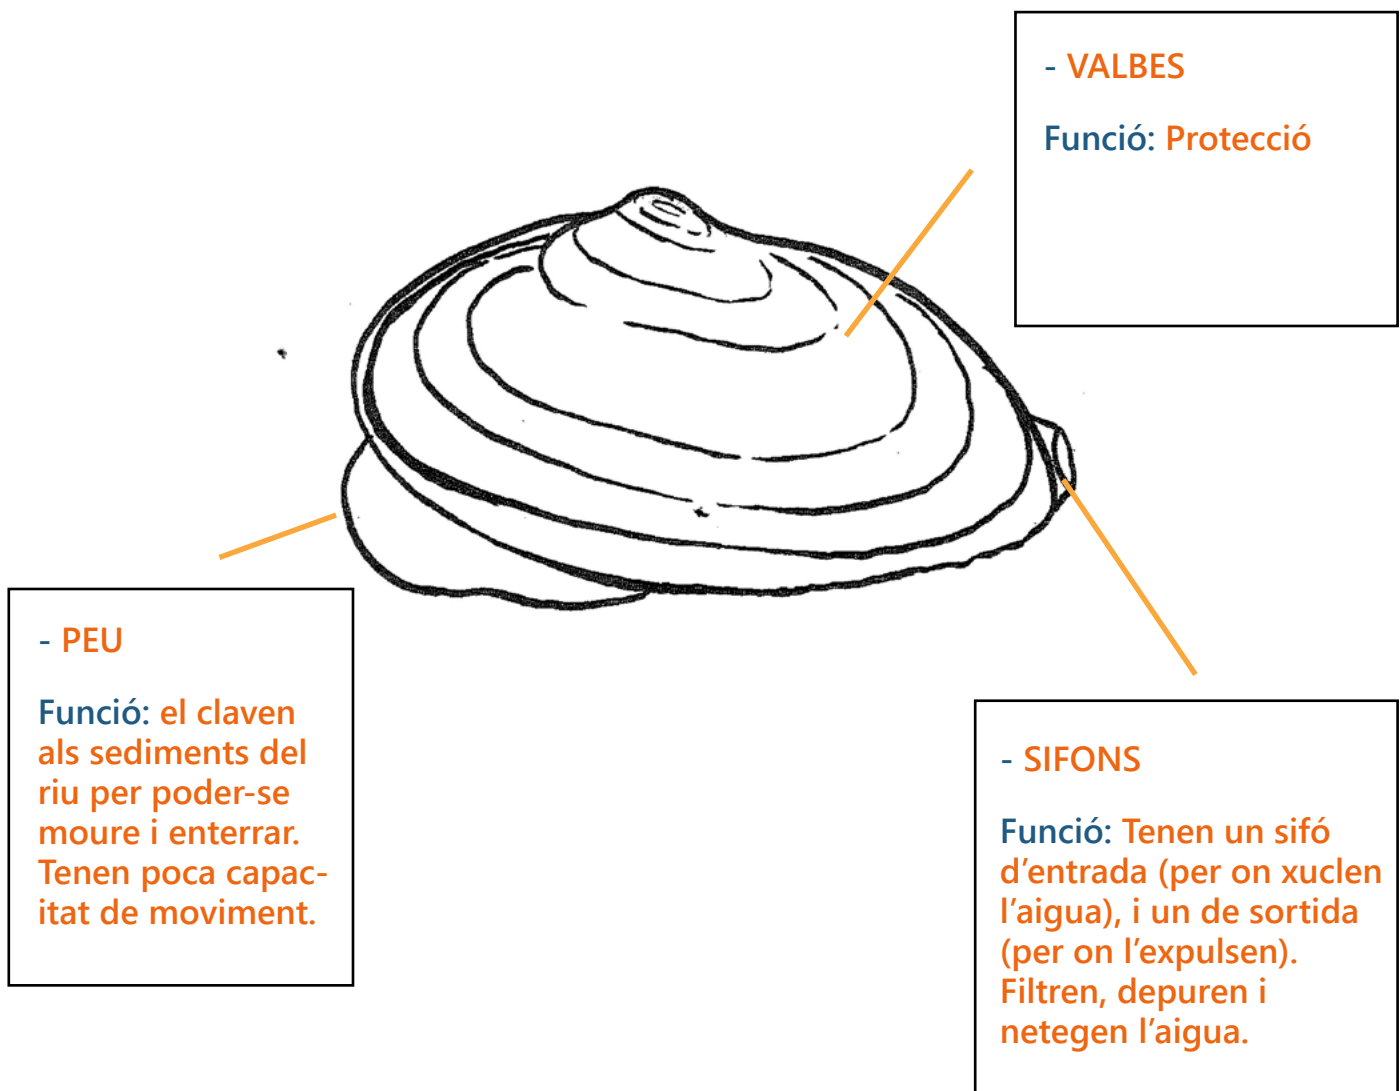 - VALBES
Funció: Protecció
- PEU
Funció: el claven
als sediments del
riu per poder-se
moure i enterrar.
Tenen poca capac-
itat de moviment.
- SIFONS
Funció: Tenen un sifó
d’entrada (per on xuclen
l’aigua), i un de sortida
(per on l’expulsen).
Filtren, depuren i
netegen l’aigua.